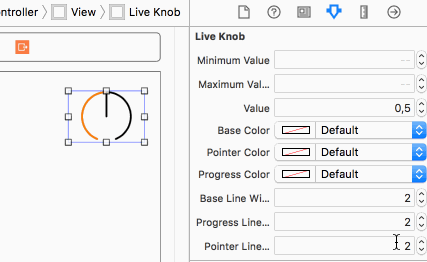 ntroller
View
Live Knob
Live Knob
Minimum Value --
Maximum Val... --
Value 0,5
Base Color Default
Pointer Color Default
Progress Color Default
Base Line Wi... 2
Progress Line... 2
Pointer Line... 2